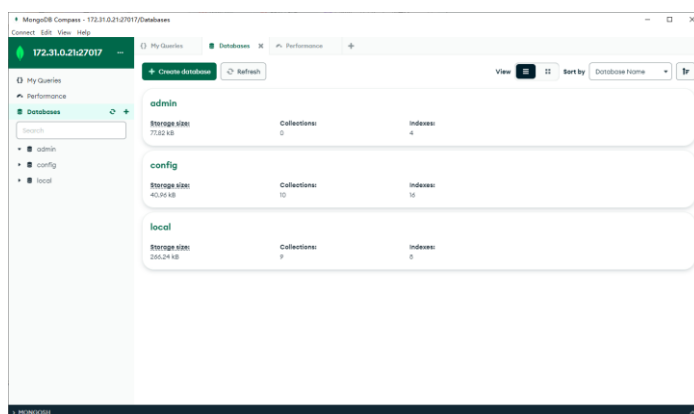 MongoDB Compass - 172.31.0.21:27017/Databases
Connect Edit View Help
172.31.0.21:27017 ...
My Queries
Databases
Performance
My Queries
Performance
Databases
Search
admin
config
local
Create database
Refresh
View
Sort by
Database Name
admin
Storage size: Collections: Indexes:
77.82 kB 0 4
config
Storage size: Collections: Indexes:
40.96 kB 10 16
local
Storage size: Collections: Indexes:
266.24 kB 9 8
> MONGOSH